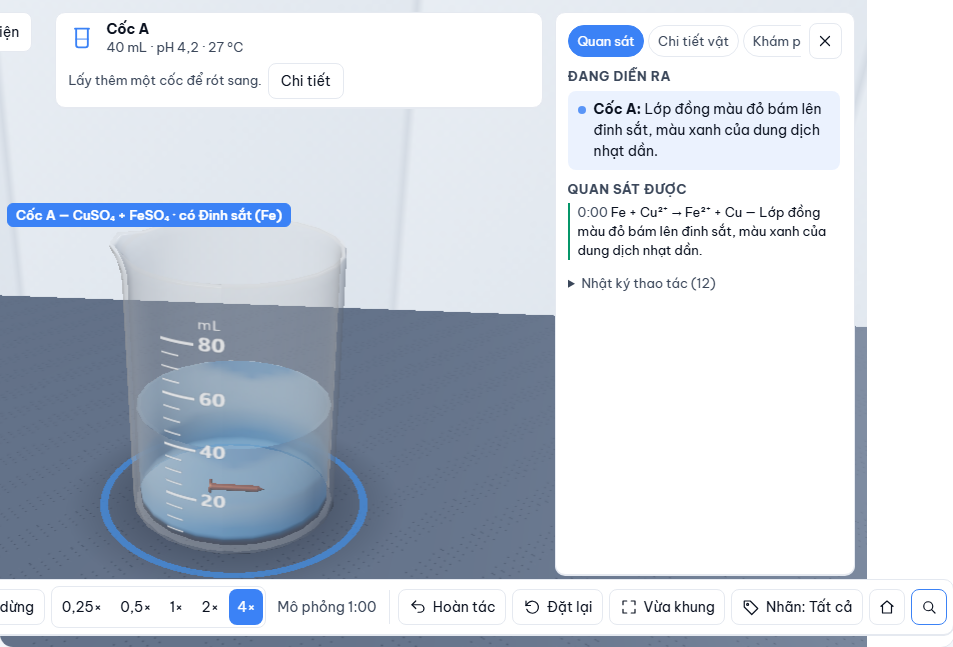 iện
Cốc A
40 mL · pH 4,2 · 27 °C
Lấy thêm một cốc để rót sang.
Chi tiết
Quan sát
Chi tiết vật
Khám p
ĐANG DIỄN RA
Cốc A: Lớp đồng màu đỏ bám lên
đinh sắt, màu xanh của dung dịch
nhạt dần.
QUAN SÁT ĐƯỢC
0:00 Fe + Cu²⁺ → Fe²⁺ + Cu — Lớp đồng
màu đỏ bám lên đinh sắt, màu xanh của
dung dịch nhạt dần.
Nhật ký thao tác (12)
Cốc A — CuSO₄ + FeSO₄ · có Đinh sắt (Fe)
mL
80
60
40
20
dừng
0,25×
0,5×
1×
2×
4×
Mô phỏng 1:00
Hoàn tác
Đặt lại
Vừa khung
Nhãn: Tất cả